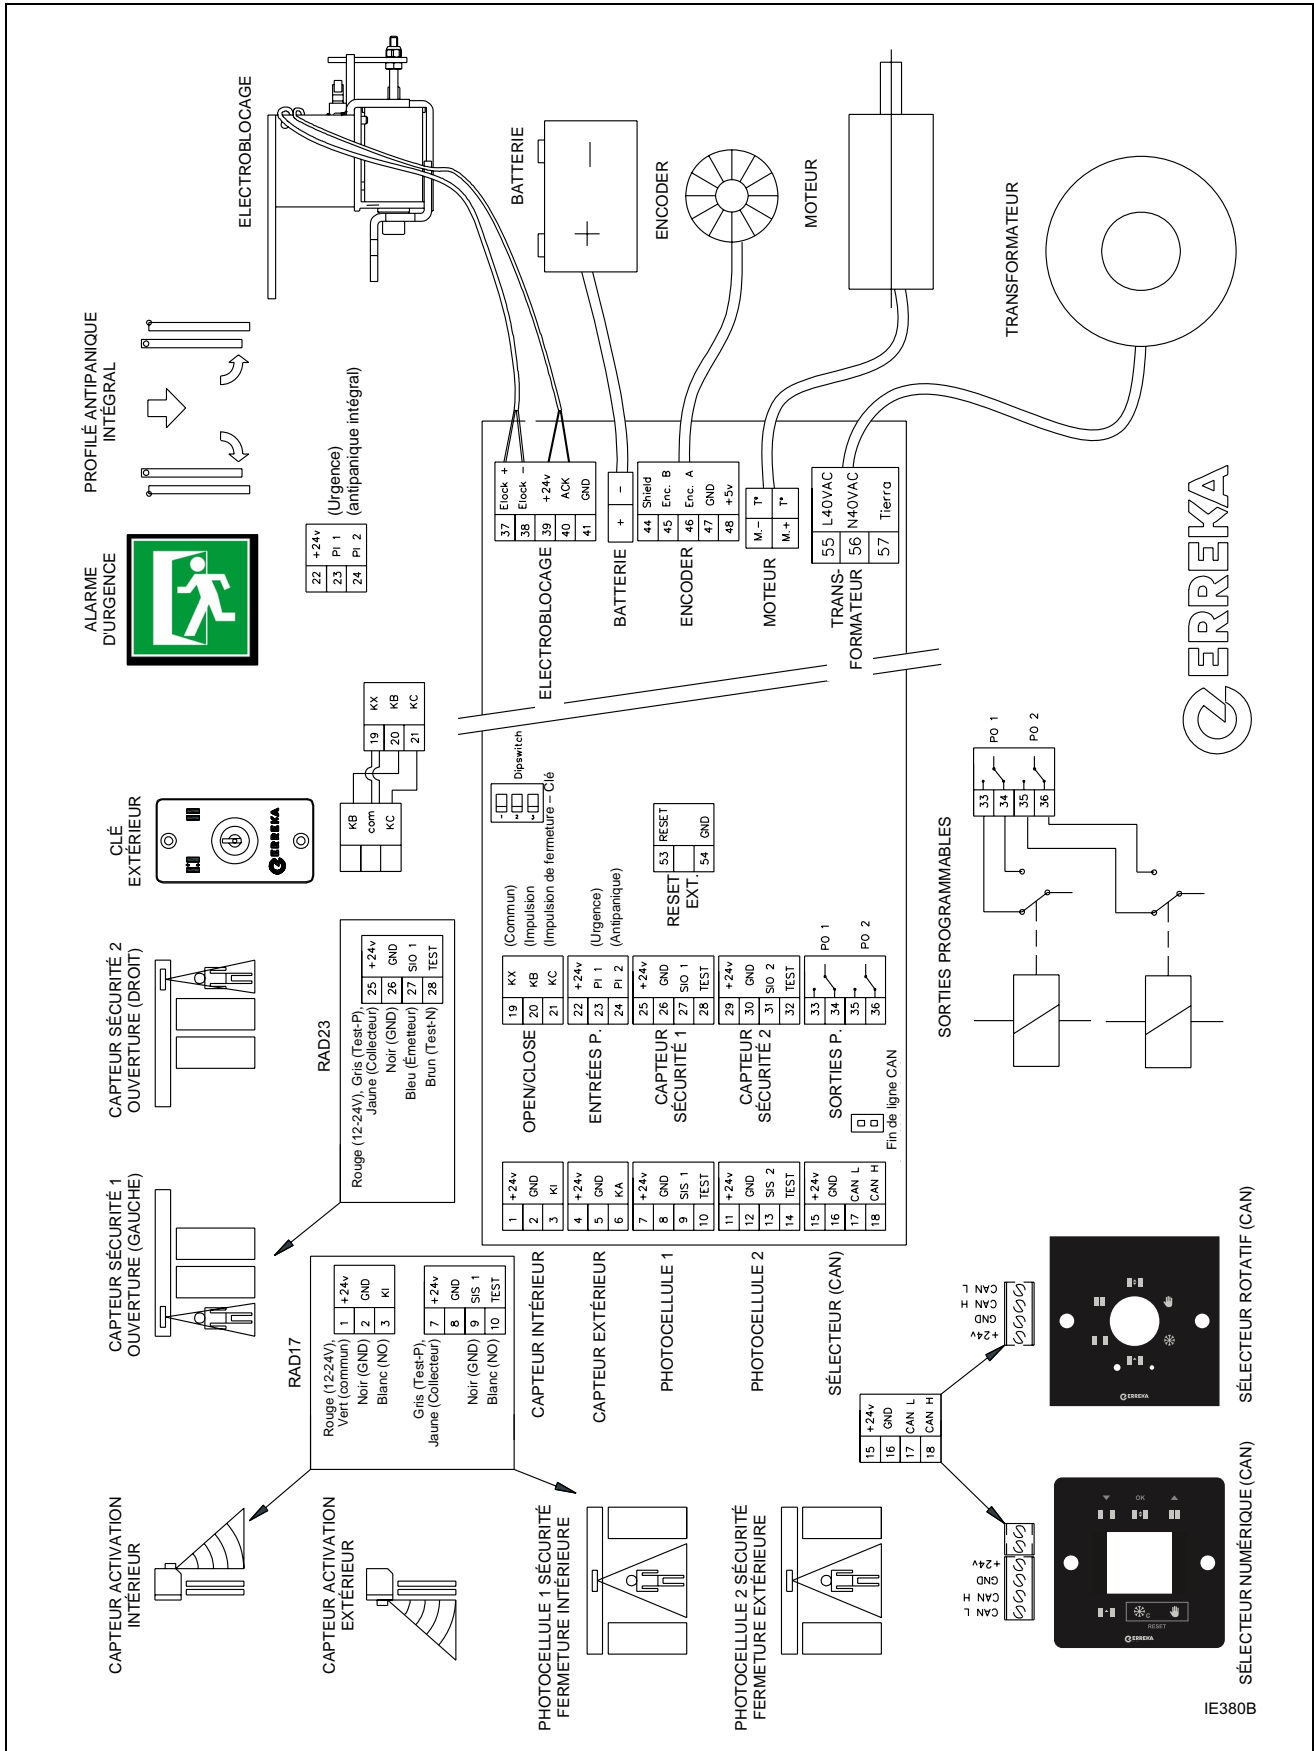 CAPTEUR ACTIVATION
INTÉRIEUR
CAPTEUR ACTIVATION
EXTÉRIEUR
PHOTOCELLULE 1 SÉCURITÉ
FERMETURE INTÉRIEURE
PHOTOCELLULE 2 SÉCURITÉ
FERMETURE EXTÉRIEURE
CAPTEUR SÉCURITÉ 1
OUVERTURE (GAUCHE)
CAPTEUR SÉCURITÉ 2
OUVERTURE (DROIT)
CLÉ
EXTÉRIEUR
ERREKA
ALARME
D'URGENCE
PROFILÉ ANTIPANIQUE
INTÉGRAL
ELECTROBLOCAGE
RAD17
Rouge (12-24V),
Vert (commun)
Noir (GND)
Blanc (NO)
1 +24v
2 GND
3 KI
Gris (Test-P),
Jaune (Collecteur)
Noir (GND)
Blanc (NO)
7 +24v
8 GND
9 SIS 1
10 TEST
RAD23
Rouge (12-24V), Gris (Test-P),
Jaune (Collecteur)
Noir (GND)
Bleu (Émetteur)
Brun (Test-N)
25 +24v
26 GND
27 SIO 1
28 TEST
KB
com
KC
19 KX
20 KB
21 KC
22 +24v
23 PI 1
24 PI 2
(Urgence)
(antipanique intégral)
CAPTEUR INTÉRIEUR
1 +24v
2 GND
3 KI
CAPTEUR EXTÉRIEUR
4 +24v
5 GND
6 KA
PHOTOCELLULE 1
7 +24v
8 GND
9 SIS 1
10 TEST
PHOTOCELLULE 2
11 +24v
12 GND
13 SIS 2
14 TEST
SÉLECTEUR (CAN)
15 +24v
16 GND
17 CAN L
18 CAN H
Fin de ligne CAN
OPEN/CLOSE
19 KX
20 KB
21 KC
(Commun)
(Impulsion
(Impulsion de fermeture – Clé
ENTRÉES P.
22 +24v
23 PI 1
24 PI 2
(Urgence)
(Antipanique)
CAPTEUR
SÉCURITÉ 1
25 +24v
26 GND
27 SIO 1
28 TEST
CAPTEUR
SÉCURITÉ 2
29 +24v
30 GND
31 SIO 2
32 TEST
SORTIES P.
33
34
35
36
PO 1
PO 2
Dipswitch
1
2
3
RESET
EXT.
53 RESET
54 GND
ELECTROBLOCAGE
37 Elock +
38 Elock -
39 +24v
40 ACK
41 GND
BATTERIE
+ -
ENCODER
44 Shield
45 Enc. B
46 Enc. A
47 GND
48 +5v
MOTEUR
M.- Tª
M.+ Tª
TRANS-
FORMATEUR
55 L40VAC
56 N40VAC
57 Tierra
BATTERIE
+ -
ENCODER
MOTEUR
TRANSFORMATEUR
SORTIES PROGRAMMABLES
33
34
35
36
PO 1
PO 2
ERREKA
15 +24v
16 GND
17 CAN L
18 CAN H
CAN L
CAN H
GND
+24v
OK
C
RESET
ERREKA
SÉLECTEUR NUMÉRIQUE (CAN)
+24v
GND
CAN H
CAN L
ERREKA
SÉLECTEUR ROTATIF (CAN)
IE380B